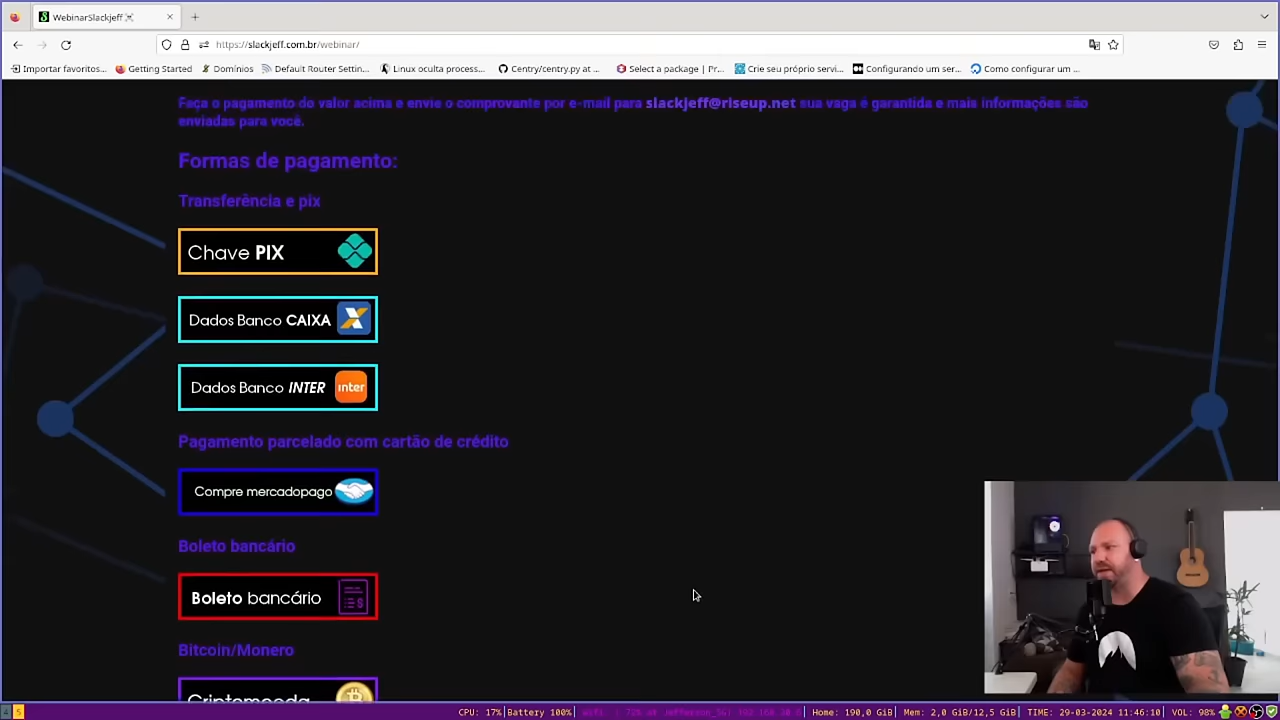 WebinarSlackjeff
https://slackjeff.com.br/webinar/
Importar favoritos... Getting Started Domínios Default Router Settin... Linux oculta process... Centry/centry.py at ... Select a package | Pr... Crie seu próprio servi... Configurando um ser... Como configurar um ...
Faça o pagamento do valor acima e envie o comprovante por e-mail para slackjeff@riseup.net sua vaga é garantida e mais informações são
enviadas para você.
Formas de pagamento:
Transferência e pix
Chave PIX
Dados Banco CAIXA
Dados Banco INTER inter
Pagamento parcelado com cartão de crédito
Compre mercadopago
Boleto bancário
Boleto bancário
Bitcoin/Monero
Criptomoeda
4 5 CPU: 17% Battery 100% Home: 190,0 GiB Mem: 2,0 GiB/12,5 GiB TIME: 29-03-2024 11:46:10 VOL: 98%